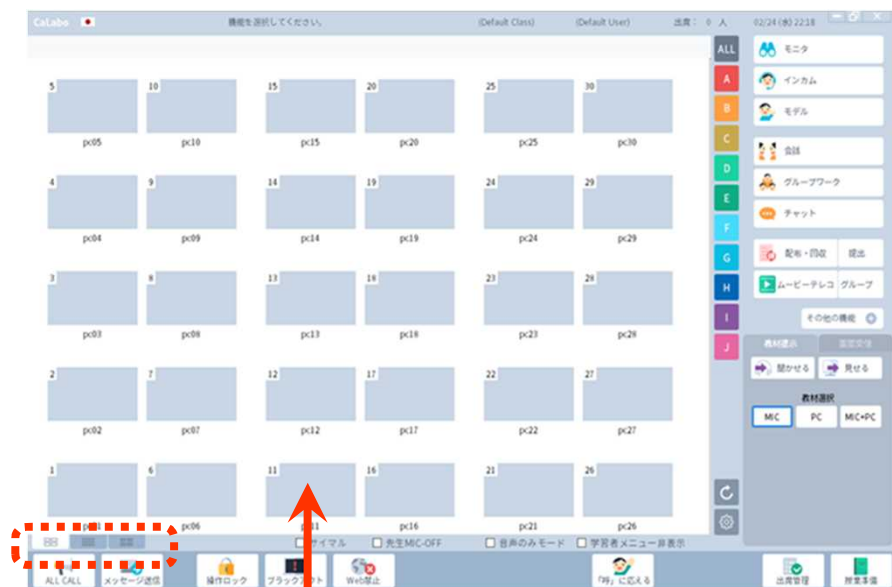 CaLabo 機能を選択してください。 (Default Class) (Default User) 出席： 0 人 02/24 (水) 22:18
ALL
A
B
C
D
E
F
G
H
I
J
5 10 15 20 25 30
pc05 pc10 pc15 pc20 pc25 pc30
4 9 14 19 24 29
pc04 pc09 pc14 pc19 pc24 pc29
3 8 13 18 23 28
pc03 pc08 pc13 pc18 pc23 pc28
2 7 12 17 22 27
pc02 pc07 pc12 pc17 pc22 pc27
1 6 11 16 21 26
pc06 pc16 pc21 pc26
サイマル 先生MIC-OFF 音声のみモード 学習者メニュー非表示
モニタ
インカム
モデル
会話
グループワーク
チャット
配布・回収 提出
ムービーテレコ グループ
その他の機能
教材提示 画面受信
聞かせる 見せる
教材選択
MIC PC MIC+PC
ALL CALL メッセージ送信 操作ロック Web禁止 「呼」に応える 出席管理 授業準備